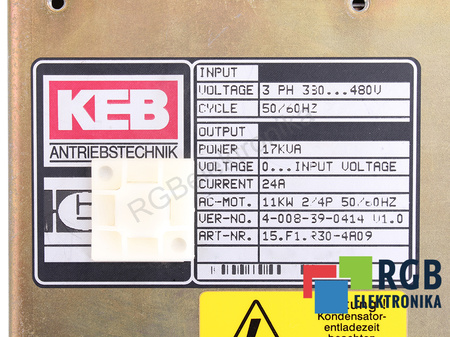 KEB
ANTRIEBSTECHNIK
INPUT
VOLTAGE 3 PH 380...480V
CYCLE 50/60HZ
OUTPUT
POWER 17KVA
VOLTAGE 0...INPUT VOLTAGE
CURRENT 24A
AC-MOT. 11KW 2/4P 50/60HZ
VER-NO. 4-008-39-0414 V1.0
ART-NR. 15.F1.R30-4A09
RGB
ELEKTRONIKA
Kondensator-
entladezeit
beachten